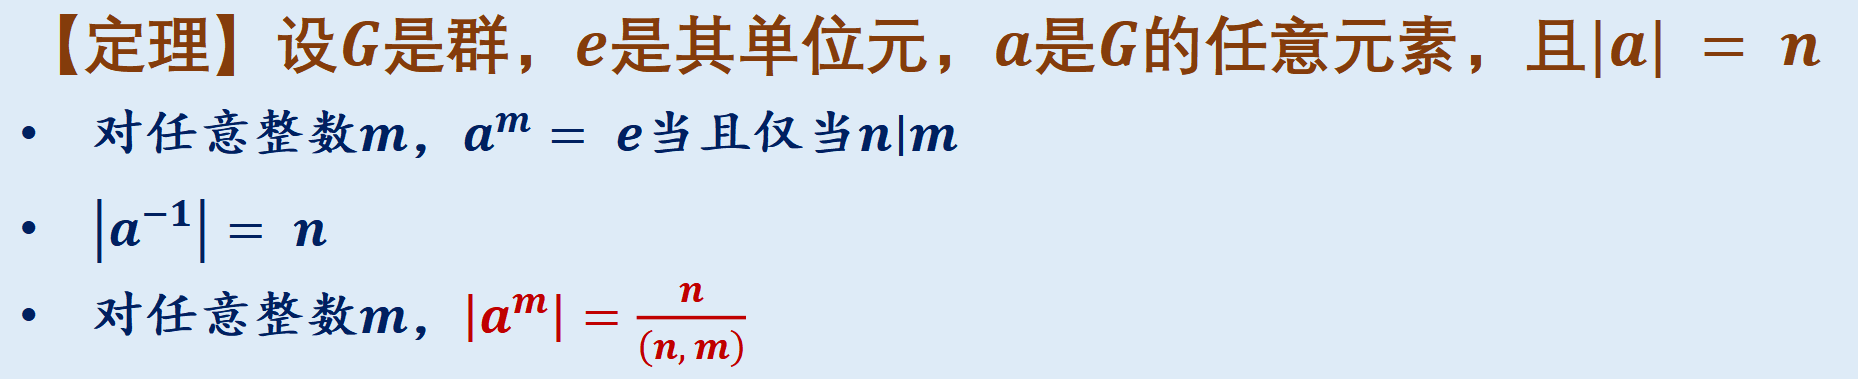 【定理】设G是群，e是其单位元，a是G的任意元素，且|a| = n
• 对任意整数m，a^m = e当且仅当n|m
• |a^{-1}| = n
• 对任意整数m，|a^m| = \frac{n}{(n,m)}